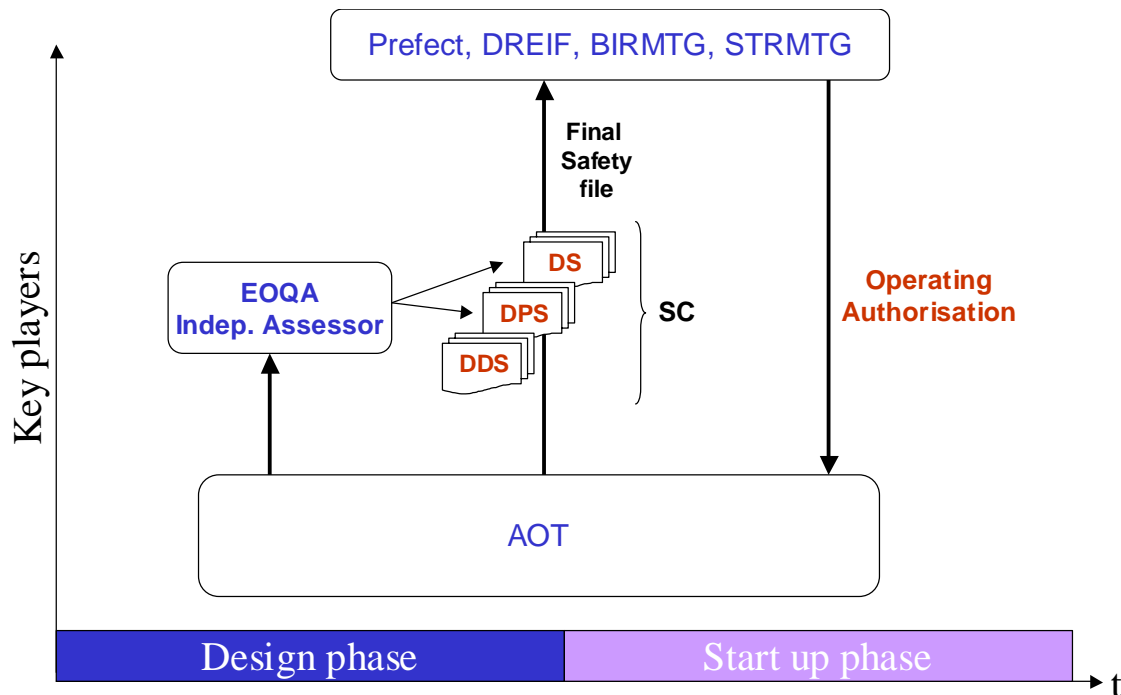 Prefect, DREIF, BIRMTG, STRMTG
Final
Safety
file
Key players
DS
EOQA
Indep. Assessor
DPS
SC
Operating
Authorisation
DDS
AOT
Design phase
Start up phase
t